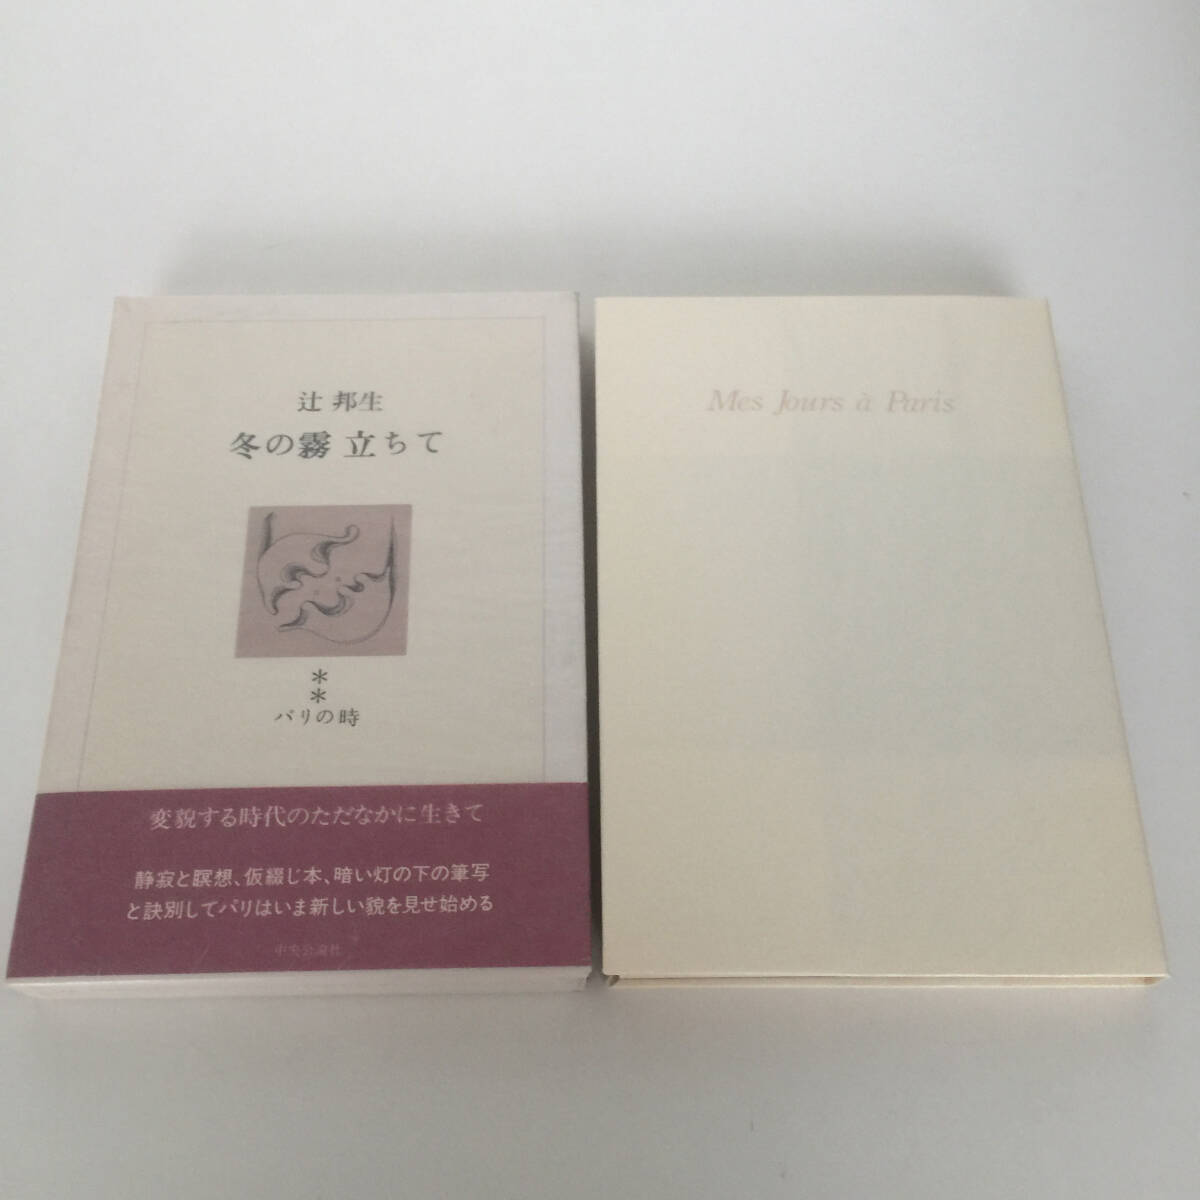 辻 邦生
冬の霧 立ちて
＊
＊
パリの時
変貌する時代のただなかに生きて
静寂と瞑想、仮綴じ本、暗い灯の下の筆写
と訣別してパリはいま新しい貌を見せ始める
中央公論社
Mes Jours à Paris